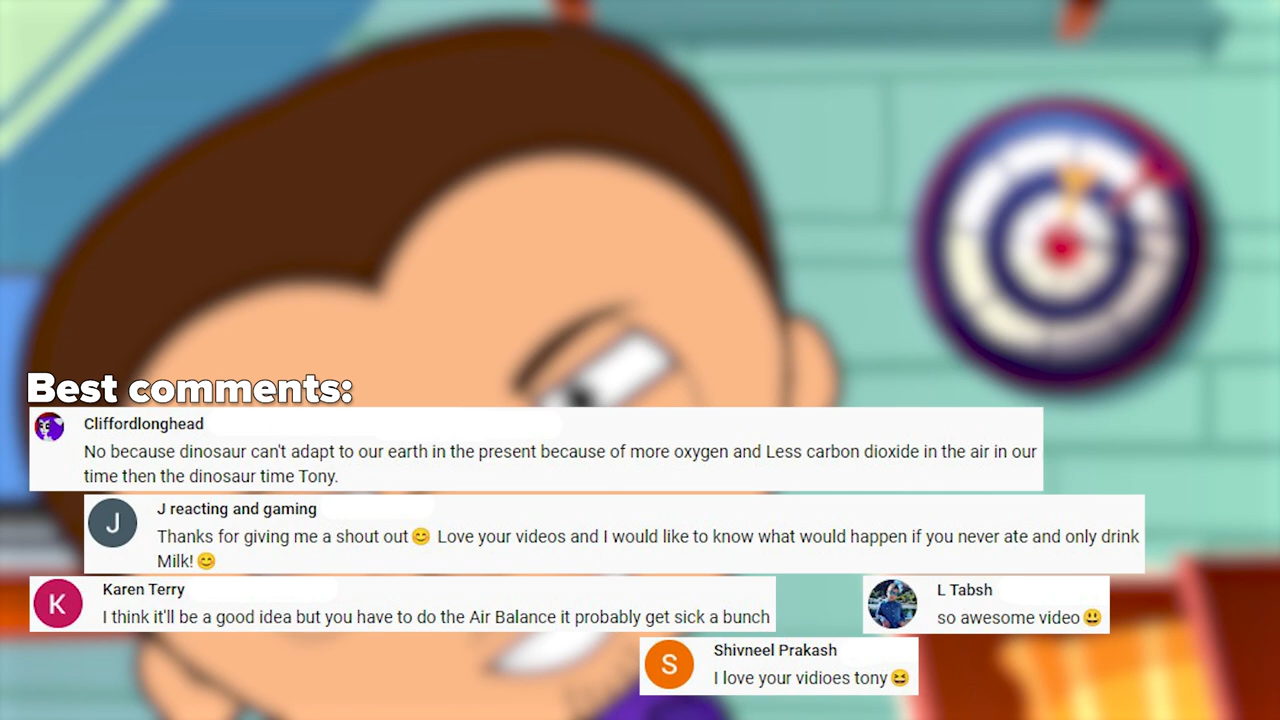 Best comments:
Cliffordlonghead
No because dinosaur can't adapt to our earth in the present because of more oxygen and Less carbon dioxide in the air in our
time then the dinosaur time Tony.
J
J reacting and gaming
Thanks for giving me a shout out😊 Love your videos and I would like to know what would happen if you never ate and only drink
Milk!😊
K
Karen Terry
I think it'll be a good idea but you have to do the Air Balance it probably get sick a bunch
L Tabsh
so awesome video😃
S
Shivneel Prakash
I love your vidioes tony😆